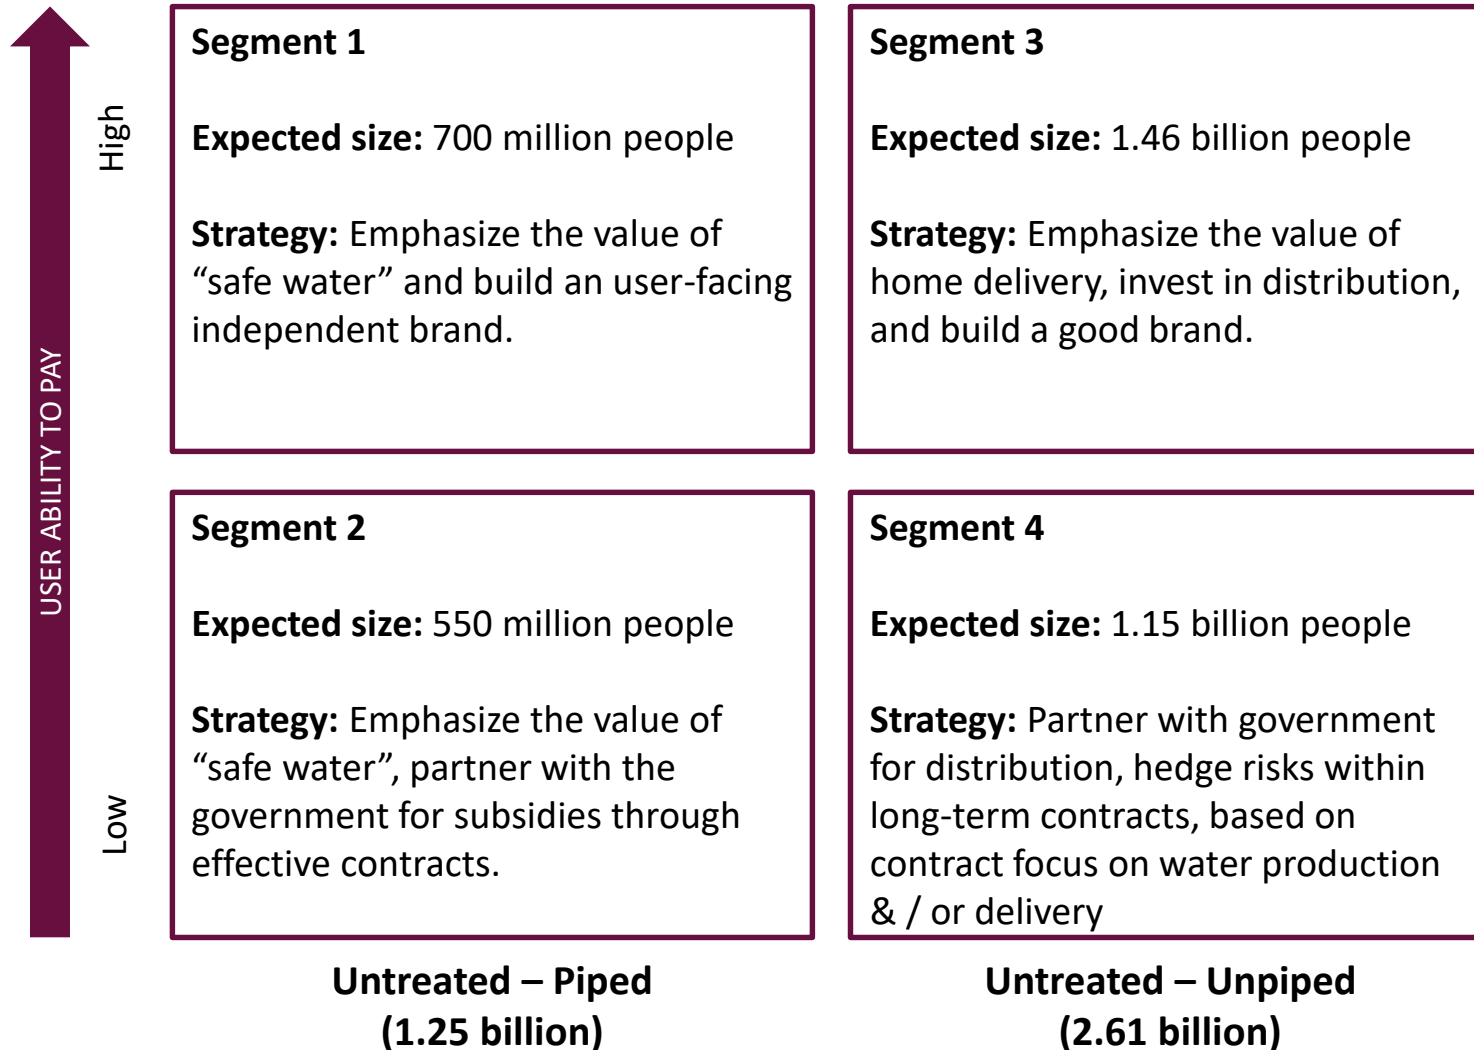 USER ABILITY TO PAY
High
Low
Segment 1
Expected size: 700 million people
Strategy: Emphasize the value of
“safe water” and build an user-facing
independent brand.
Segment 3
Expected size: 1.46 billion people
Strategy: Emphasize the value of
home delivery, invest in distribution,
and build a good brand.
Segment 2
Expected size: 550 million people
Strategy: Emphasize the value of
“safe water”, partner with the
government for subsidies through
effective contracts.
Segment 4
Expected size: 1.15 billion people
Strategy: Partner with government
for distribution, hedge risks within
long-term contracts, based on
contract focus on water production
& / or delivery
Untreated – Piped
(1.25 billion)
Untreated – Unpiped
(2.61 billion)